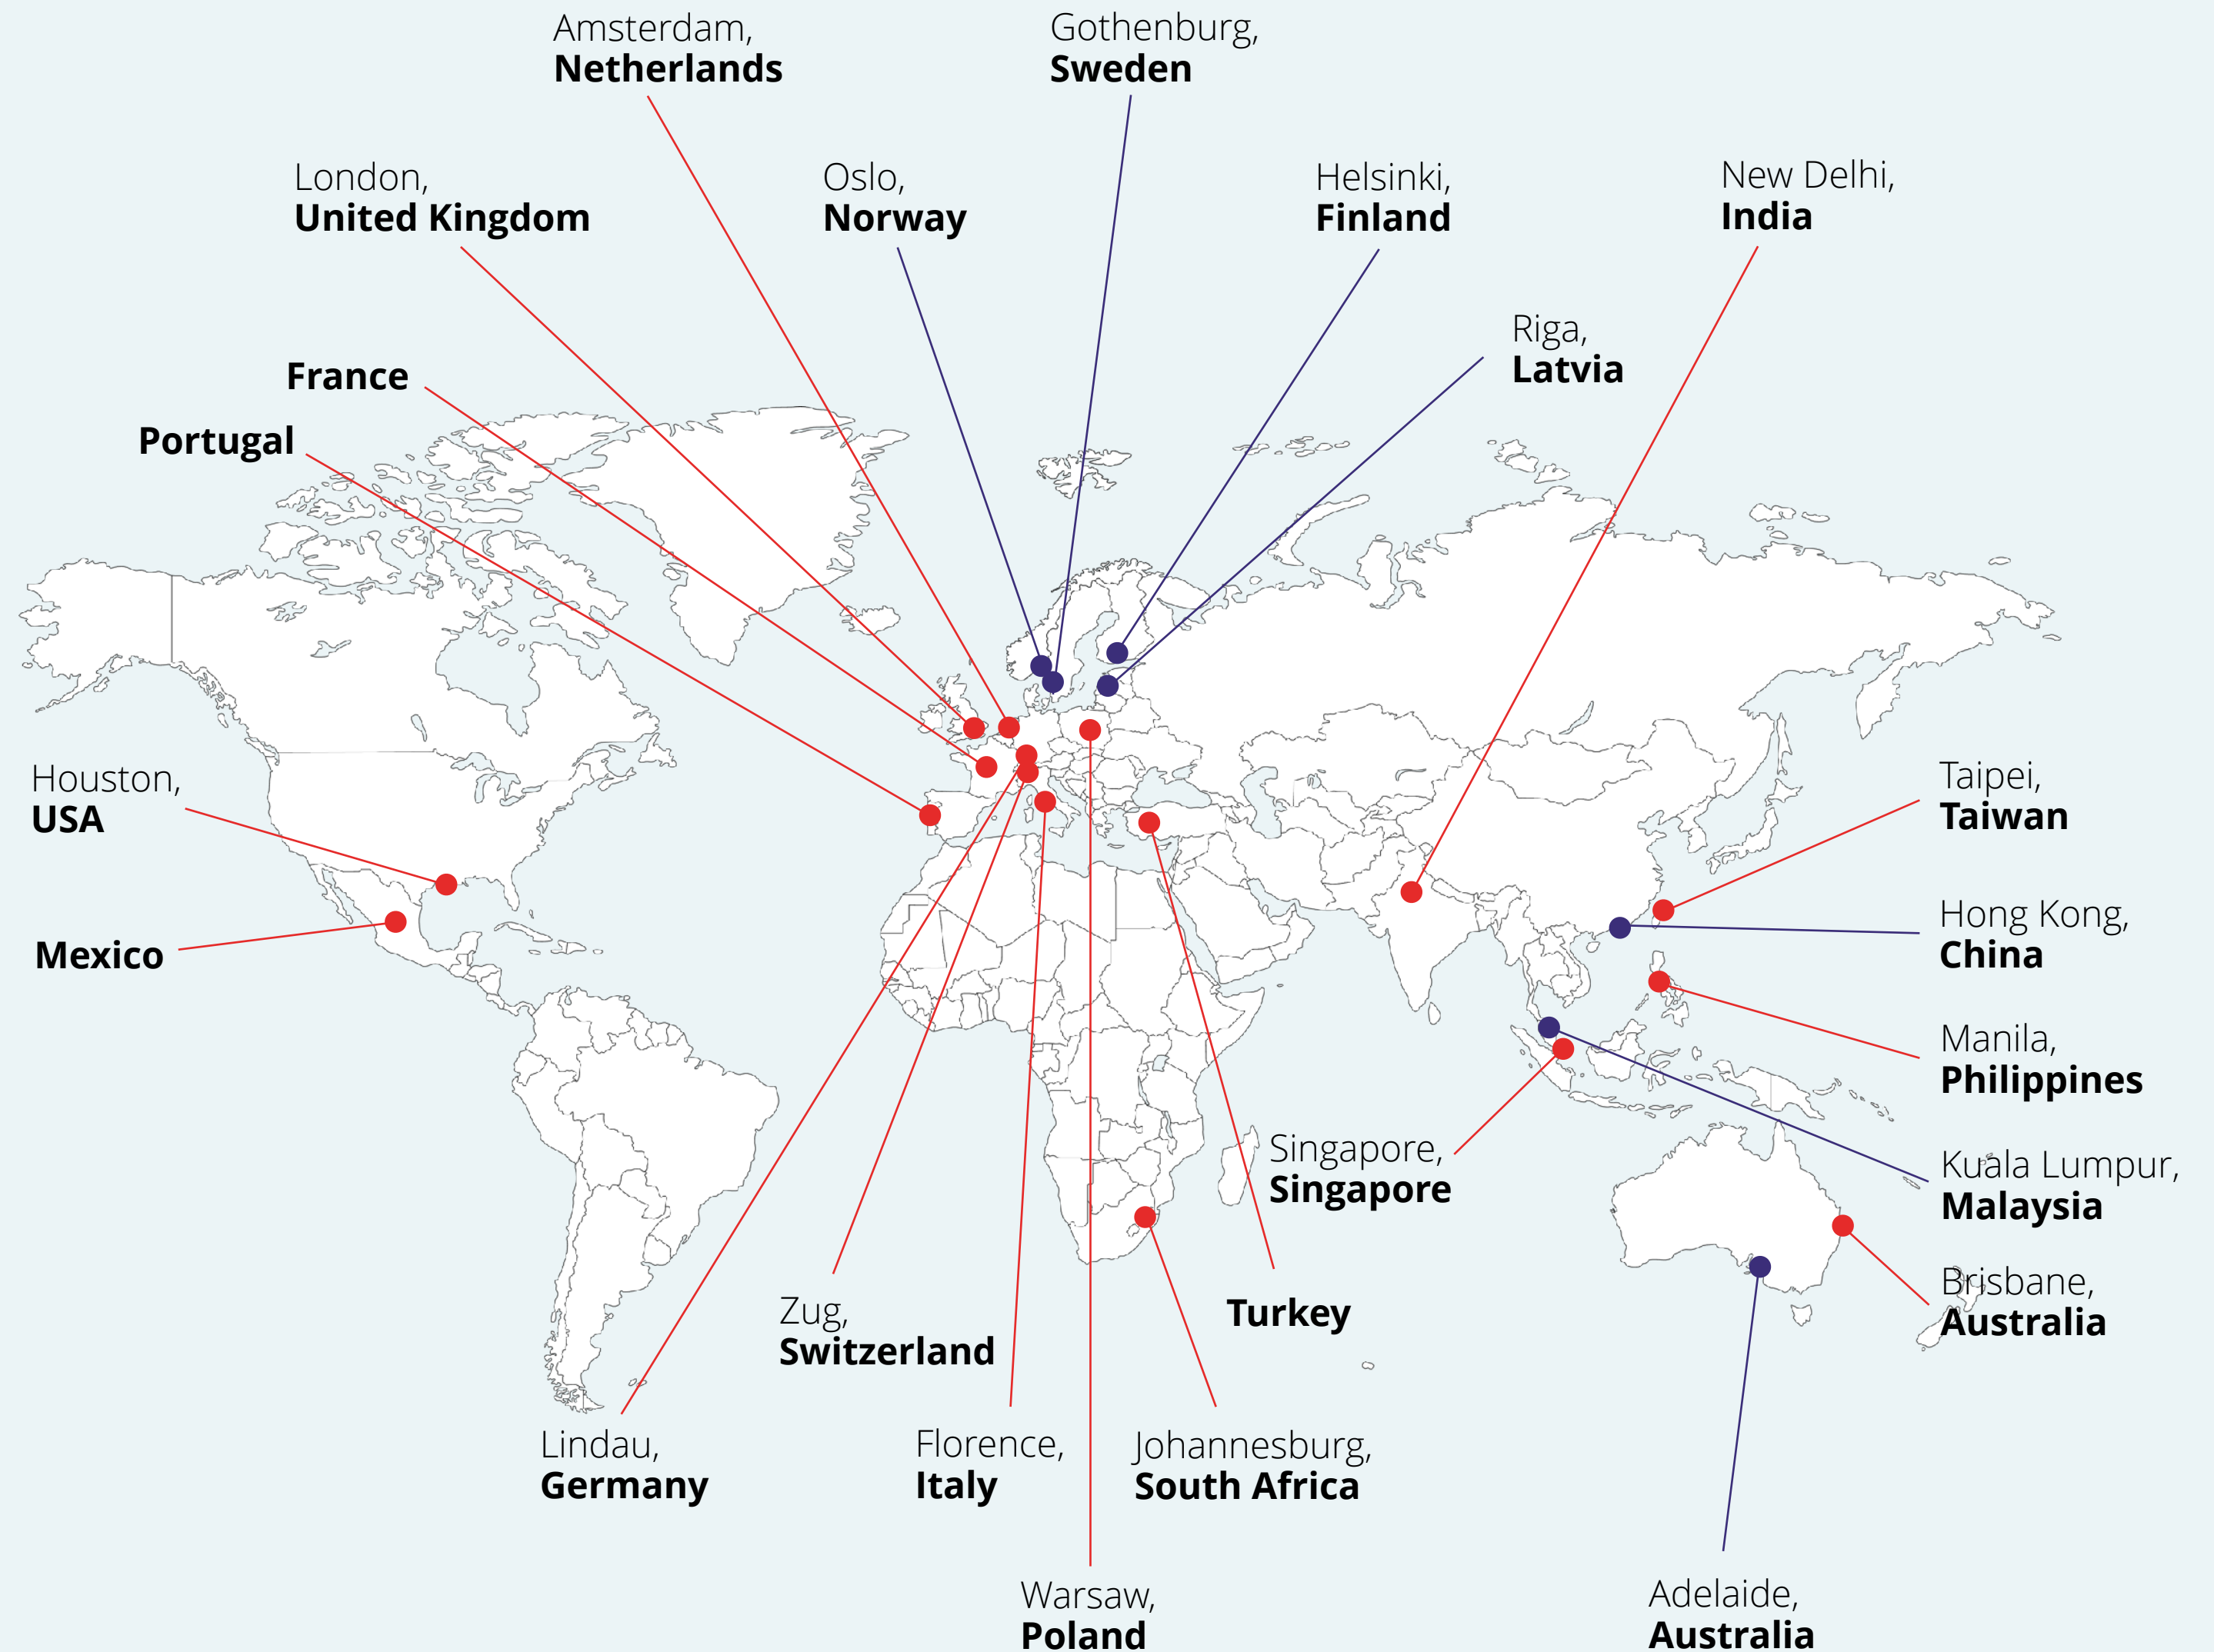 Amsterdam,
Netherlands
Gothenburg,
Sweden
London,
United Kingdom
Oslo,
Norway
Helsinki,
Finland
New Delhi,
India
Riga,
Latvia
France
Portugal
Houston,
USA
Mexico
Taipei,
Taiwan
Hong Kong,
China
Manila,
Philippines
Singapore,
Singapore
Kuala Lumpur,
Malaysia
Brisbane,
Australia
Zug,
Switzerland
Turkey
Lindau,
Germany
Florence,
Italy
Johannesburg,
South Africa
Warsaw,
Poland
Adelaide,
Australia